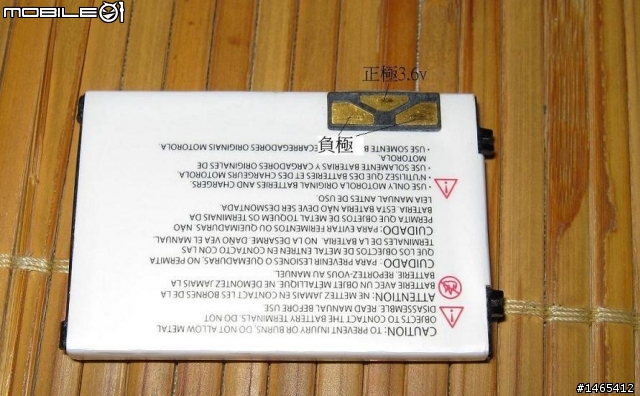 MOBILE01
正極3.6v
負極
CAUTION: TO PREVENT INJURY OR BURNS, DO NOT ALLOW METAL
OBJECTS TO CONTACT THE BATTERY TERMINALS, DO NOT
DISASSEMBLE READ MANUAL BEFORE USE
ATTENTION: NE METTEZ JAMAIS EN CONTACT LES BORNES DE LA
BATTERIE AVEC UN OBJET METALLIQUE NE DEMONTEZ JAMAIS LA
BATTERIE. REPORTEZ-VOUS AU MANUEL.
CUIDADO: PARA PREVENIR LESIONES O QUEMADURAS, NO PERMITA
QUE OBJETOS DE METAL ENTREN EN CONTACTO CON LAS
TERMINALES DE LA BATERIA. NO LA DESARME. VEA EL MANUAL
CUIDADO: PARA EVITAR FERIMENTOS OU QUEIMADURAS NÃO
PERMITA QUE OBJETOS DE METAL TOQUEM OS TERMINAIS DA
BATERIA. ESTA BATERIA NÃO DEVE SER DESMONTADA
LEIA MANUAL ANTES DE USO.
• USE ONLY MOTOROLA ORIGINAL BATTERIES AND CHARGERS.
• N'UTILISEZ QUE DES BATTERIES ET DES CHARGEURS MOTOROLA
• USE SOLAMENTE BATERIAS Y CARGADORES ORIGINALES DE
MOTOROLA.
• USE SOMENTE B ECARREGADORES ORIGINAIS MOTOROLA.
#1465412